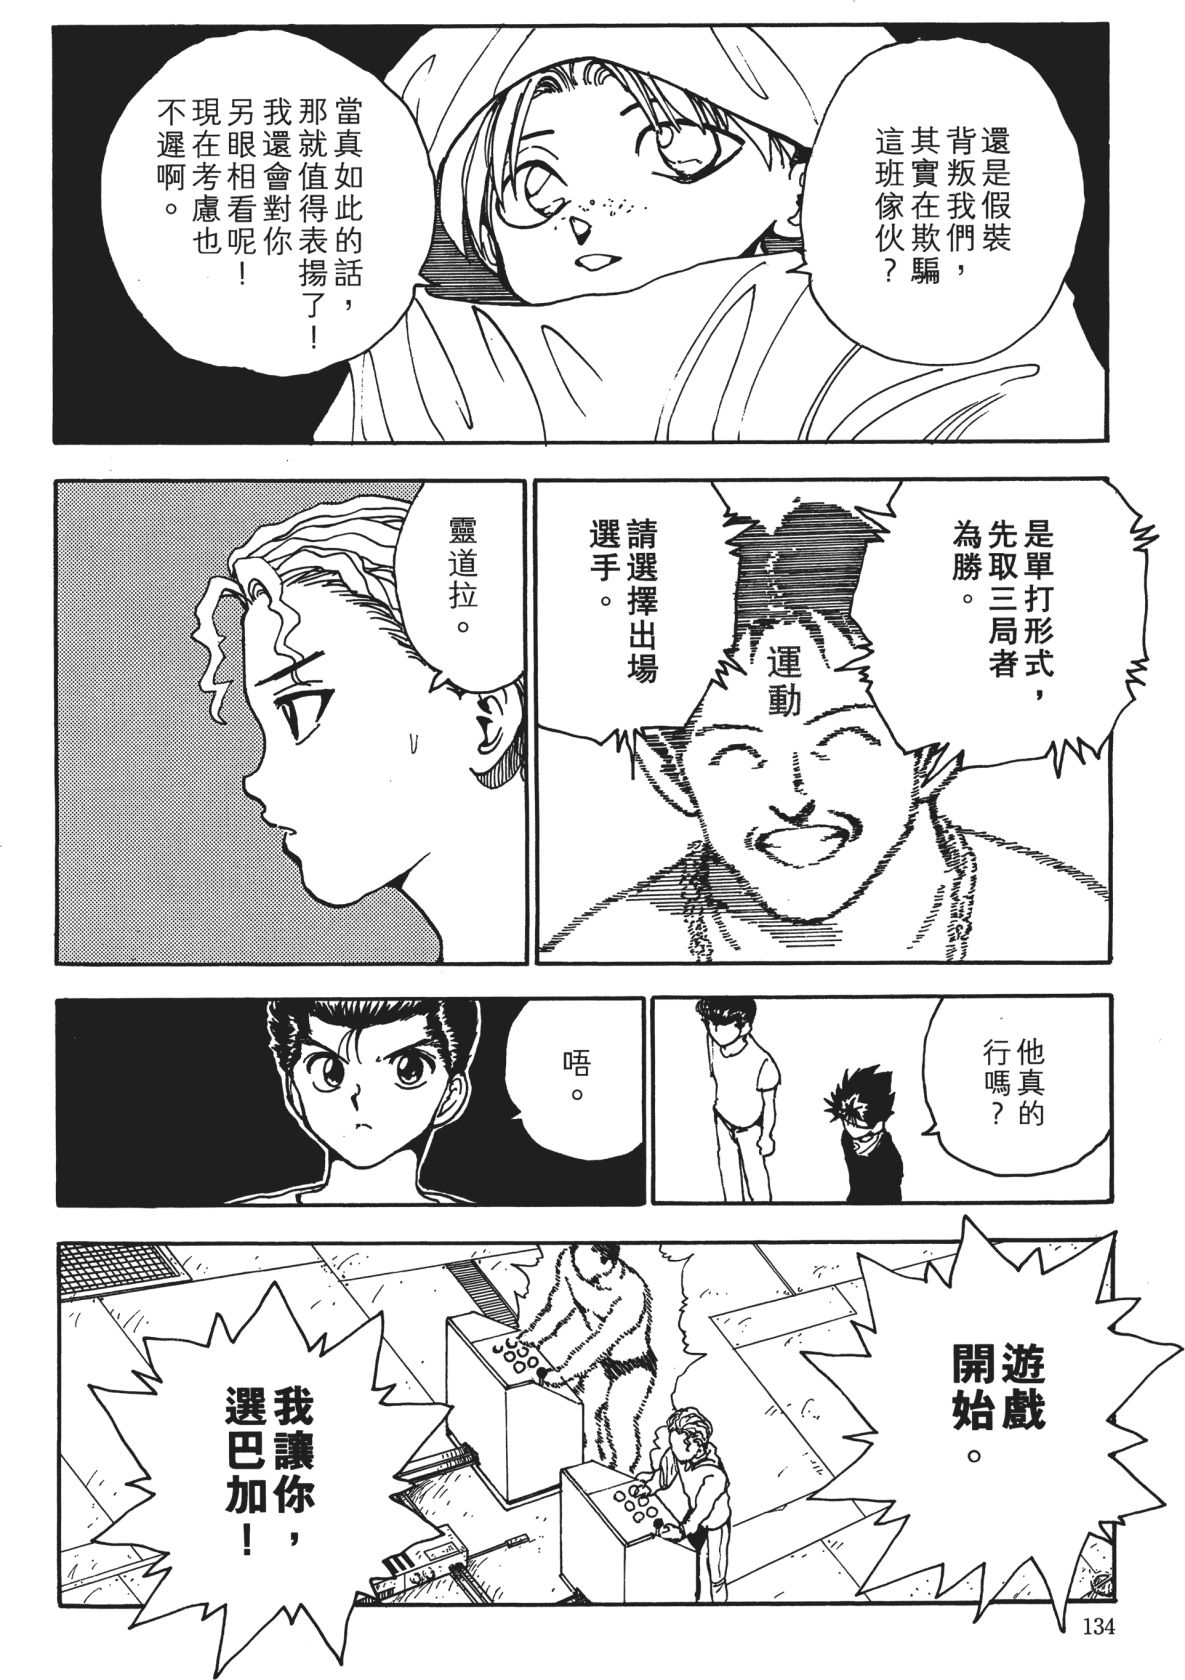 還是假裝
背叛我們，
其實在欺騙
這班傢伙？
當真如此的話，
那就值得表揚了！
我還會對你
另眼相看呢！
現在考慮也
不遲啊。
是單打形式，
先取三局者
為勝。
運動
請選擇出場
選手。
靈道拉。
他真的
行嗎？
唔。
遊戲
開始。
我讓你，
選巴加！
134